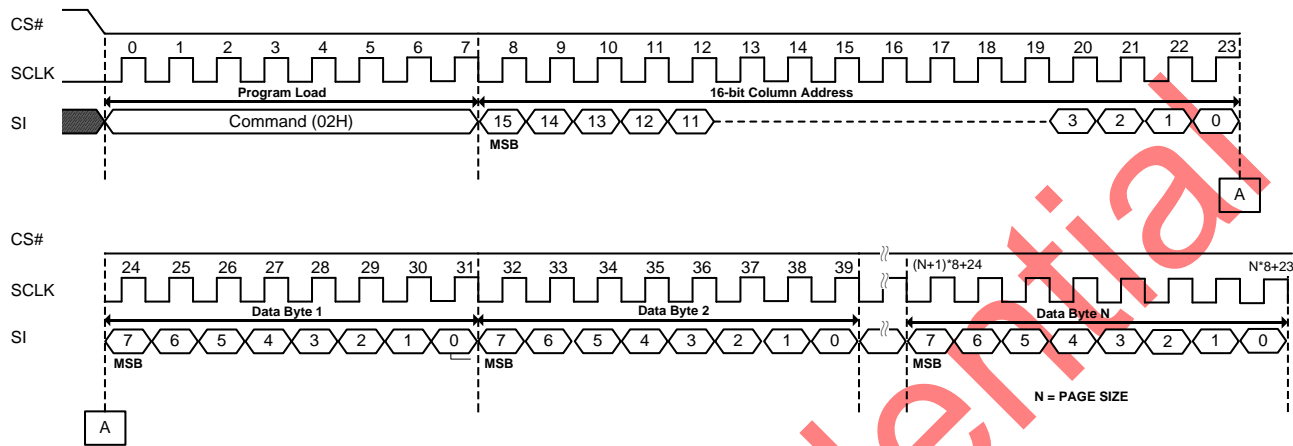 CS#
0 1 2 3 4 5 6 7 8 9 10 11 12 13 14 15 16 17 18 19 20 21 22 23
SCLK
Program Load 16-bit Column Address
SI Command (02H) 15 14 13 12 11 3 2 1 0
MSB
A
CS#
24 25 26 27 28 29 30 31 32 33 34 35 36 37 38 39 (N+1)*8+24 N*8+23
SCLK
Data Byte 1 Data Byte 2 Data Byte N
SI 7 6 5 4 3 2 1 0 7 6 5 4 3 2 1 0 7 6 5 4 3 2 1 0
MSB MSB MSB
N = PAGE SIZE
A